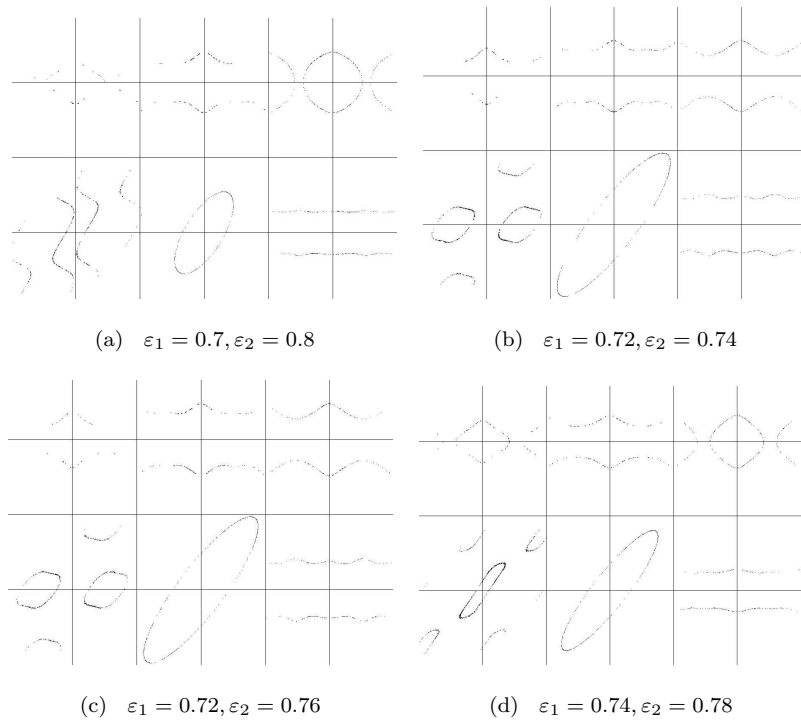 (a) ε₁ = 0.7, ε₂ = 0.8
(b) ε₁ = 0.72, ε₂ = 0.74
(c) ε₁ = 0.72, ε₂ = 0.76
(d) ε₁ = 0.74, ε₂ = 0.78